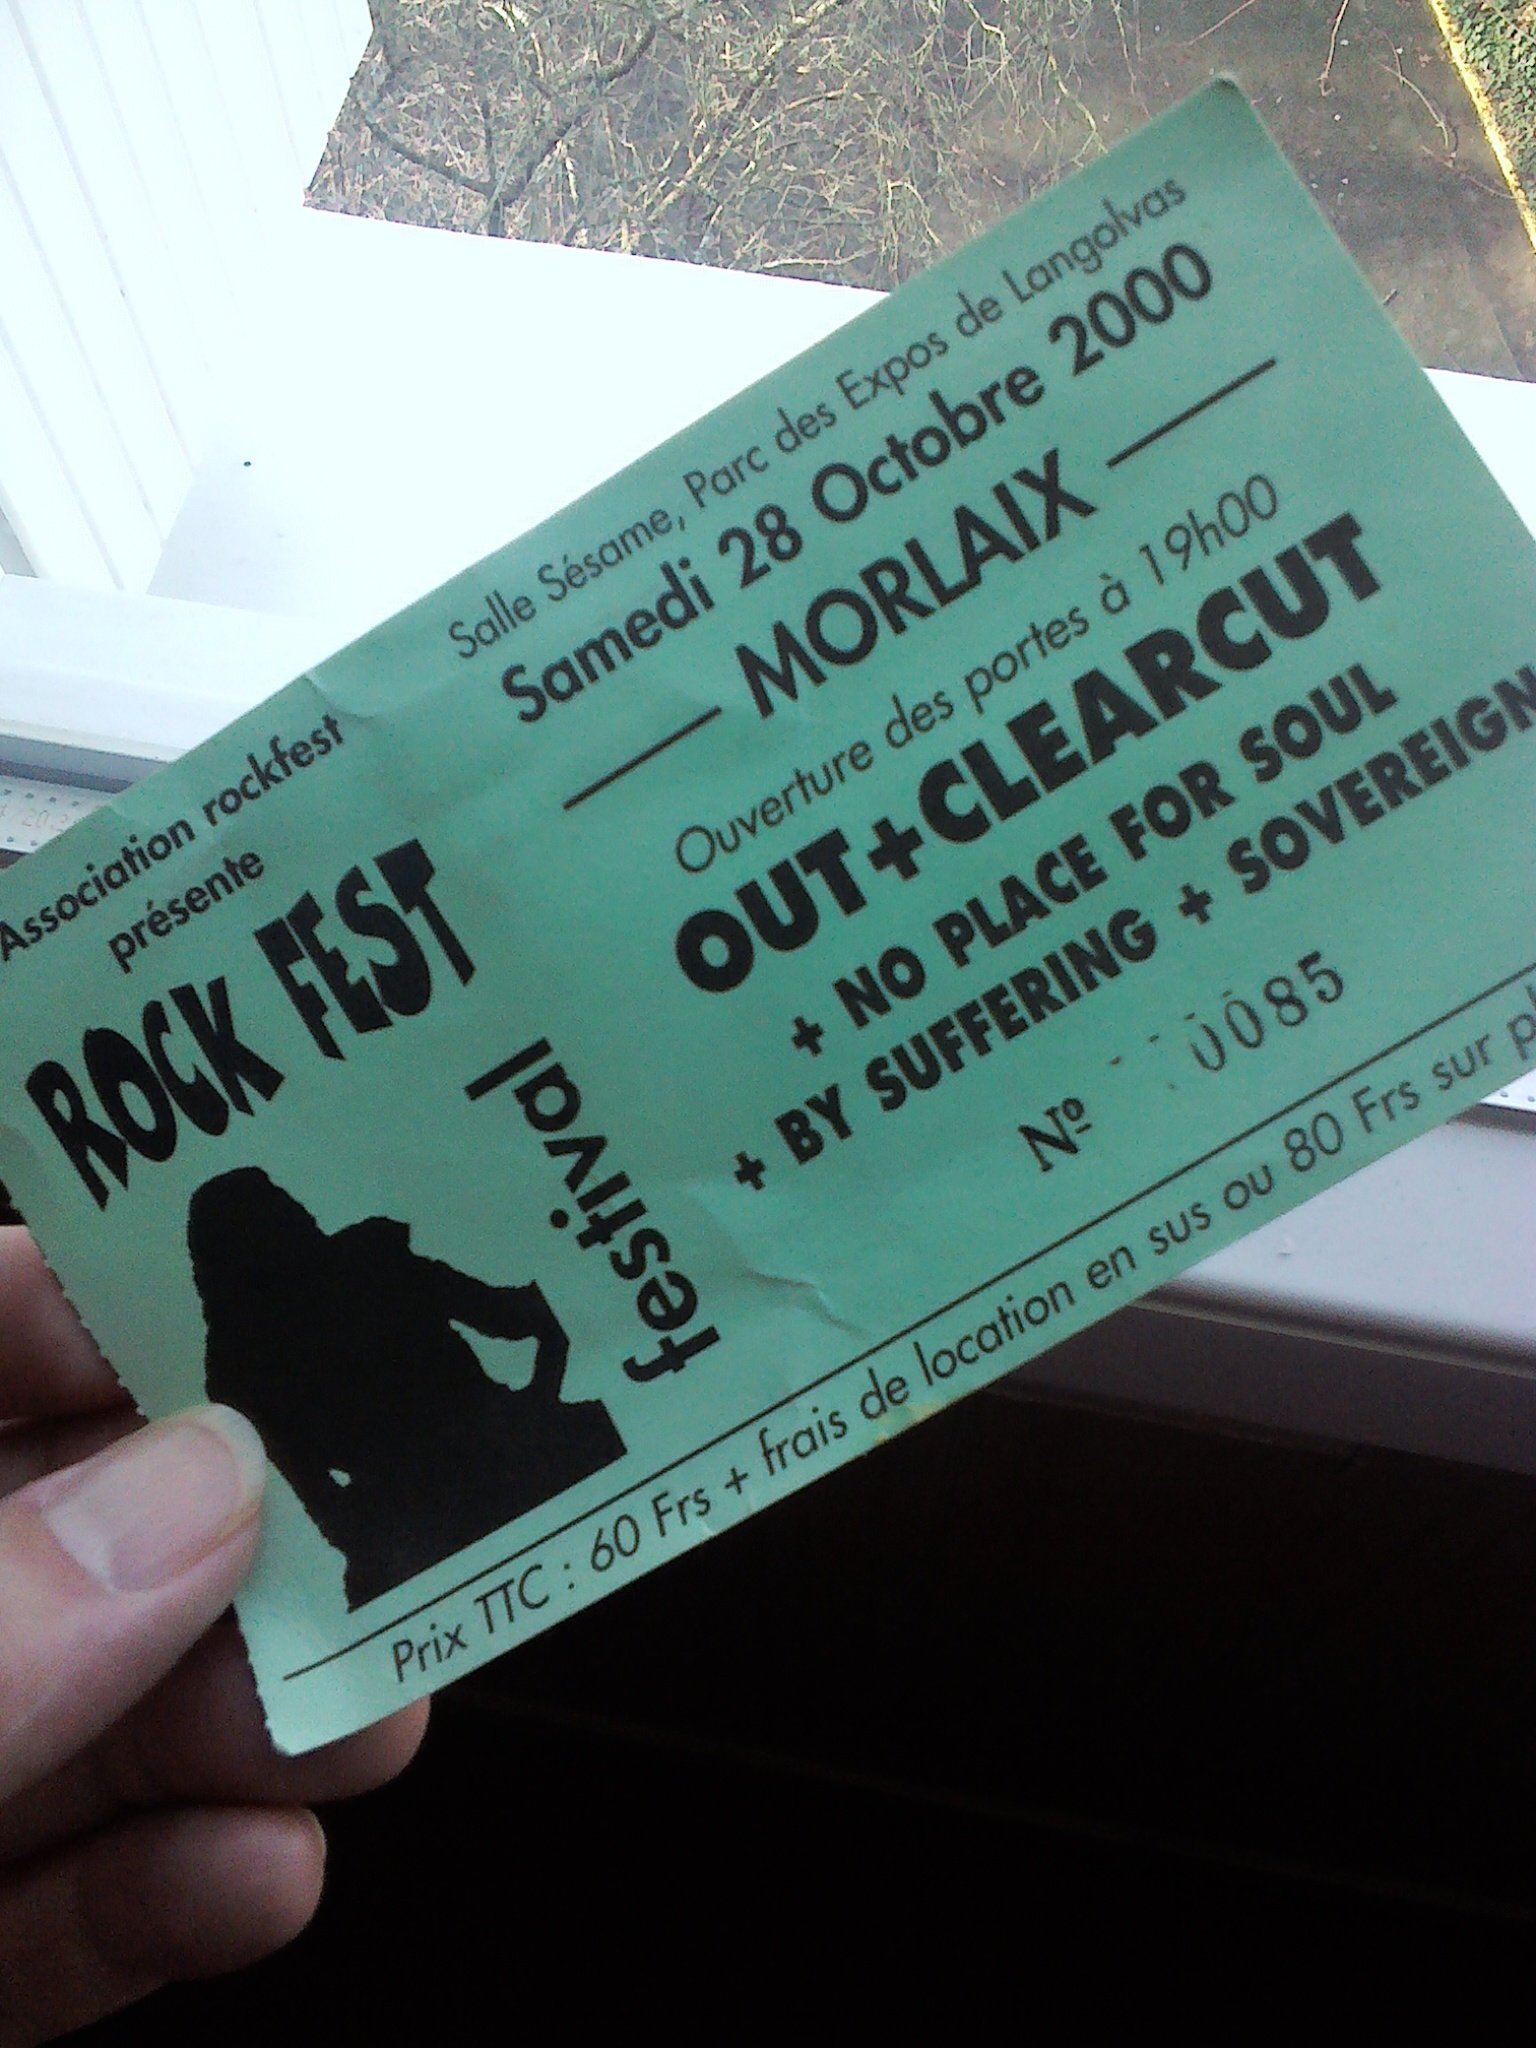 Association rockfest
présente
ROCK FEST
festival
Salle Sésame, Parc des Expos de Langolvas
Samedi 28 Octobre 2000
MORLAIX
Ouverture des portes à 19h00
OUT+CLEARCUT
+ NO PLACE FOR SOUL
+ BY SUFFERING + SOVEREIGN
Nº 0085
Prix TTC : 60 Frs + frais de location en sus ou 80 Frs sur